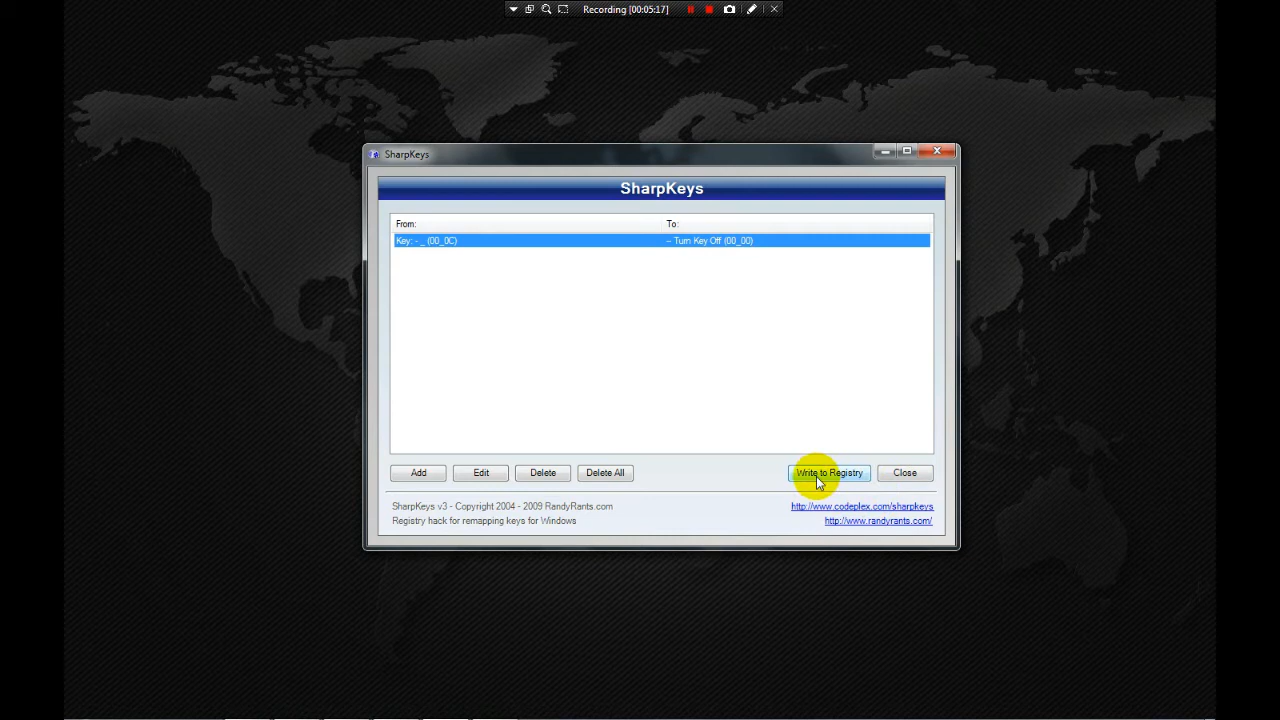 Recording [00:05:17]
SharpKeys
SharpKeys
From: To:
Key: - _ (00_0C) -- Turn Key Off (00_00)
Add Edit Delete Delete All Write to Registry Close
SharpKeys v3 - Copyright 2004 - 2009 RandyRants.com http://www.codeplex.com/sharpkeys
Registry hack for remapping keys for Windows http://www.randyrants.com/